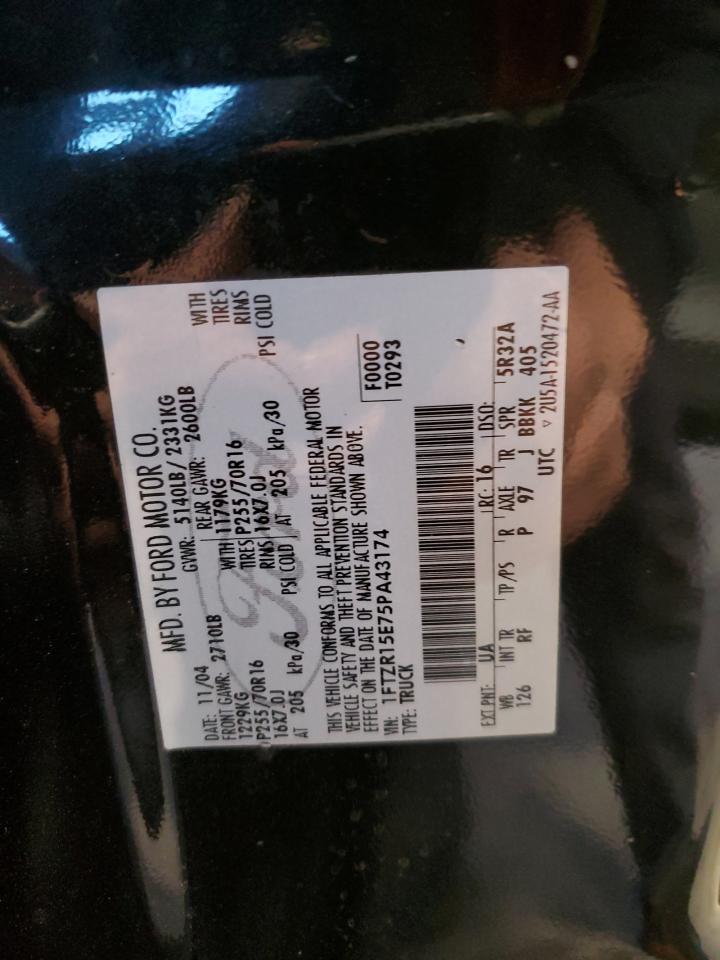 MFD. BY FORD MOTOR CO.
DATE: 11/04 GVWR: 5140LB/ 2331KG
FRONT GAWR: 2710LB REAR GAWR: 2600LB
1229KG WITH 1179KG WITH
P255/70R16 TIRES P255/70R16 TIRES
16X7.0J RIMS 16X7.0J RIMS
AT 205 kPa/30 PSI COLD AT 205 kPa/30 PSI COLD
Ford
THIS VEHICLE CONFORMS TO ALL APPLICABLE FEDERAL MOTOR
VEHICLE SAFETY AND THEFT PREVENTION STANDARDS IN
EFFECT ON THE DATE OF MANUFACTURE SHOWN ABOVE.
VIN: 1FTZR15E75PA43174
TYPE: TRUCK
F0000
T0293
EXT PNT: UA RC: 16 DSO:
WB INT TR TP/PS R AXLE TR SPR 5R32A
126 RF P 97 J BBKK 405
UTC ▽ 2U5A-1520472-AA